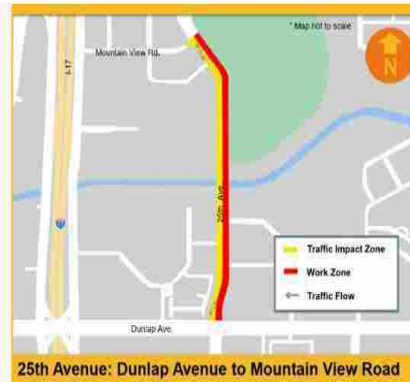 * Map not to scale
Mountain View Rd.
I-17
N
25th Ave.
Traffic Impact Zone
Work Zone
Traffic Flow
Dunlap Ave.
25th Avenue: Dunlap Avenue to Mountain View Road